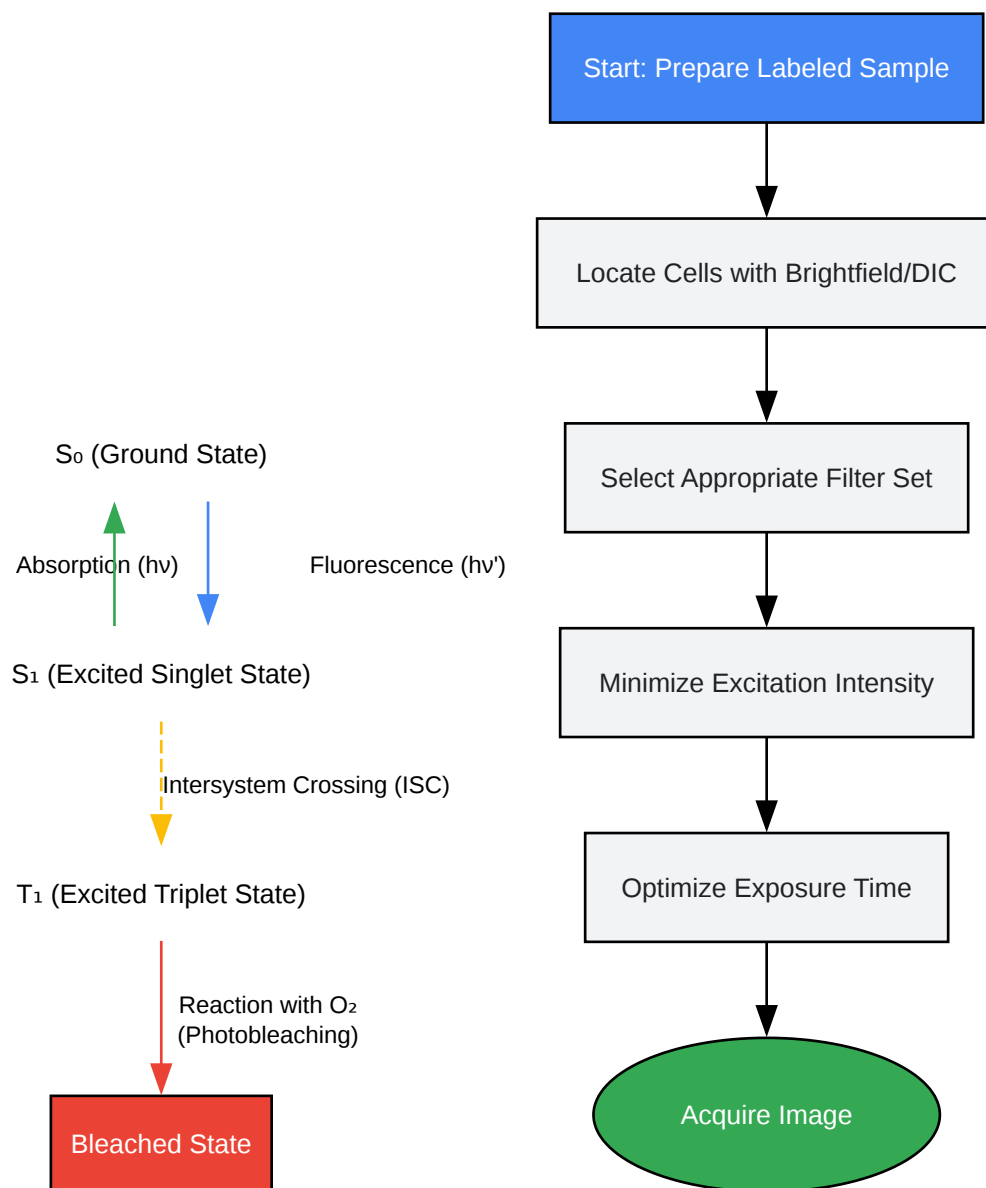 Start: Prepare Labeled Sample
Locate Cells with Brightfield/DIC
Select Appropriate Filter Set
Minimize Excitation Intensity
Optimize Exposure Time
Acquire Image
S₀ (Ground State)
Absorption (hν)
Fluorescence (hν')
S₁ (Excited Singlet State)
Intersystem Crossing (ISC)
T₁ (Excited Triplet State)
Reaction with O₂
(Photobleaching)
Bleached State